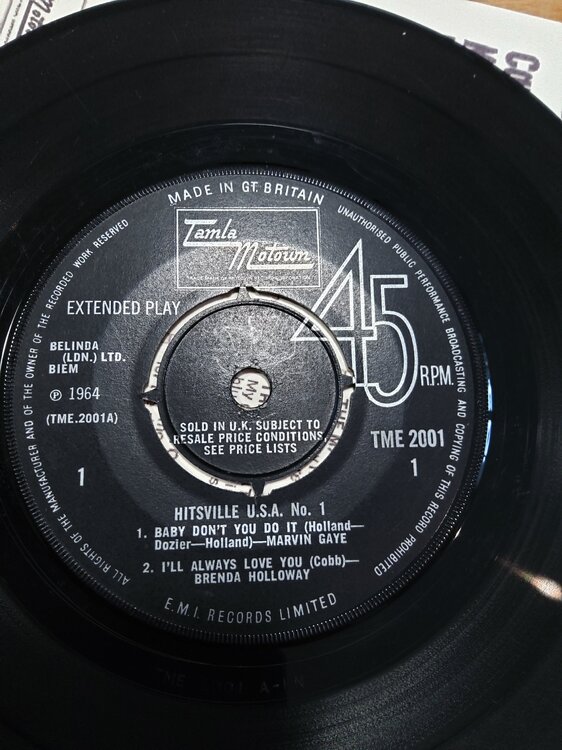 MADE IN GT. BRITAIN
UNAUTHORISED PUBLIC PERFORMANCE BROADCASTING AND COPYING OF THIS RECORD PROHIBITED
ALL RIGHTS OF THE MANUFACTURER AND OF THE OWNER OF THE RECORDED WORK RESERVED
Tamla
Motown
45
R.P.M.
EXTENDED PLAY
BELINDA
(LDN.) LTD.
BIEM
℗ 1964
(TME.2001A)
1
SOLD IN U.K. SUBJECT TO
RESALE PRICE CONDITIONS,
SEE PRICE LISTS
TME 2001
1
HITSVILLE U.S.A. No. 1
1. BABY DON'T YOU DO IT (Holland—
Dozier—Holland)—MARVIN GAYE
2. I'LL ALWAYS LOVE YOU (Cobb)—
BRENDA HOLLOWAY
E.M.I. RECORDS LIMITED